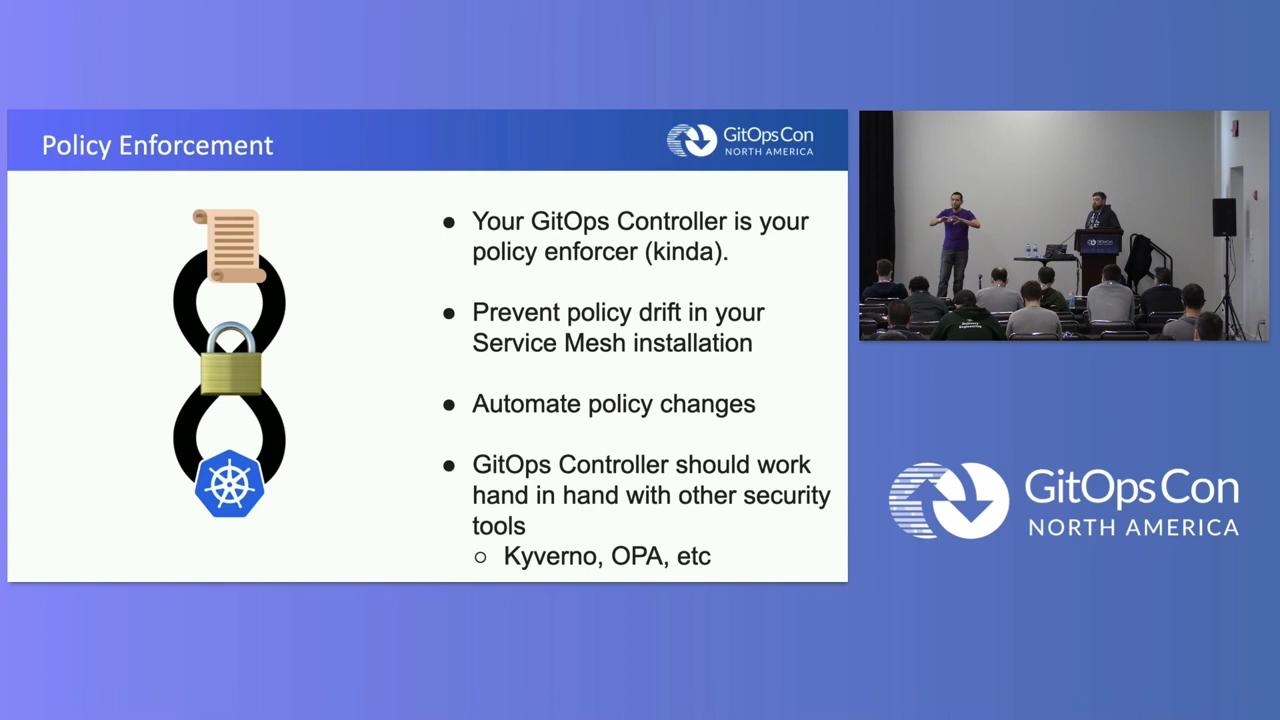 Policy Enforcement
GitOpsCon
NORTH AMERICA
● Your GitOps Controller is your
policy enforcer (kinda).
● Prevent policy drift in your
Service Mesh installation
● Automate policy changes
● GitOps Controller should work
hand in hand with other security
tools
○ Kyverno, OPA, etc
GitOpsCon
NORTH AMERICA